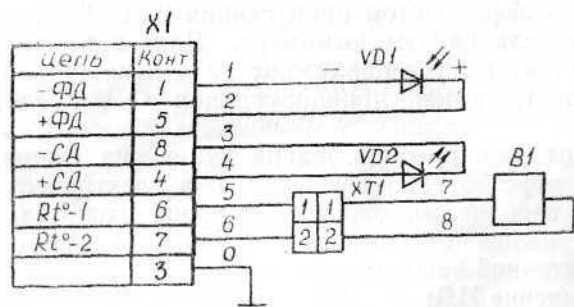 X1
Цепь Конт
-ФД 1 1
+ФД 5 2
3
-СД 8
+СД 4 4
Rt°-1 6 5
Rt°-2 7 6
3 0
VD1 +
VD2
XT1 7
1 1
2 2 8
B1